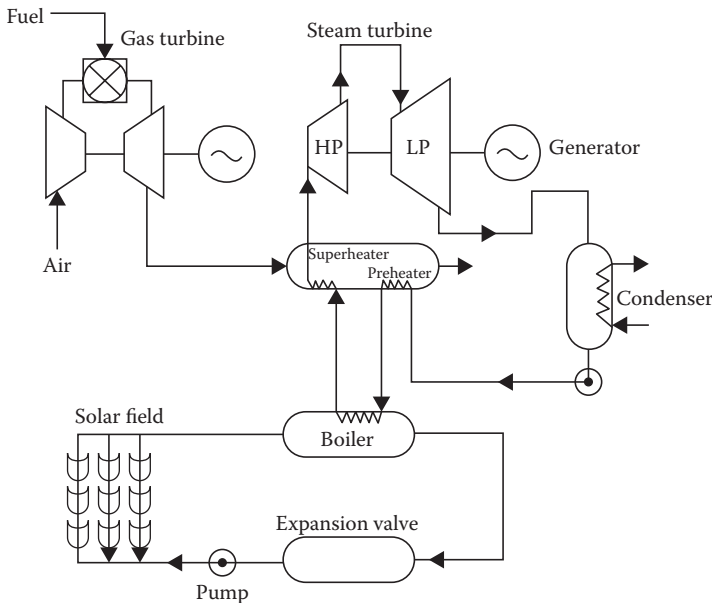 Fuel
Gas turbine
Steam turbine
HP
LP
Generator
Air
Superheater
Preheater
Condenser
Solar field
Boiler
Expansion valve
Pump